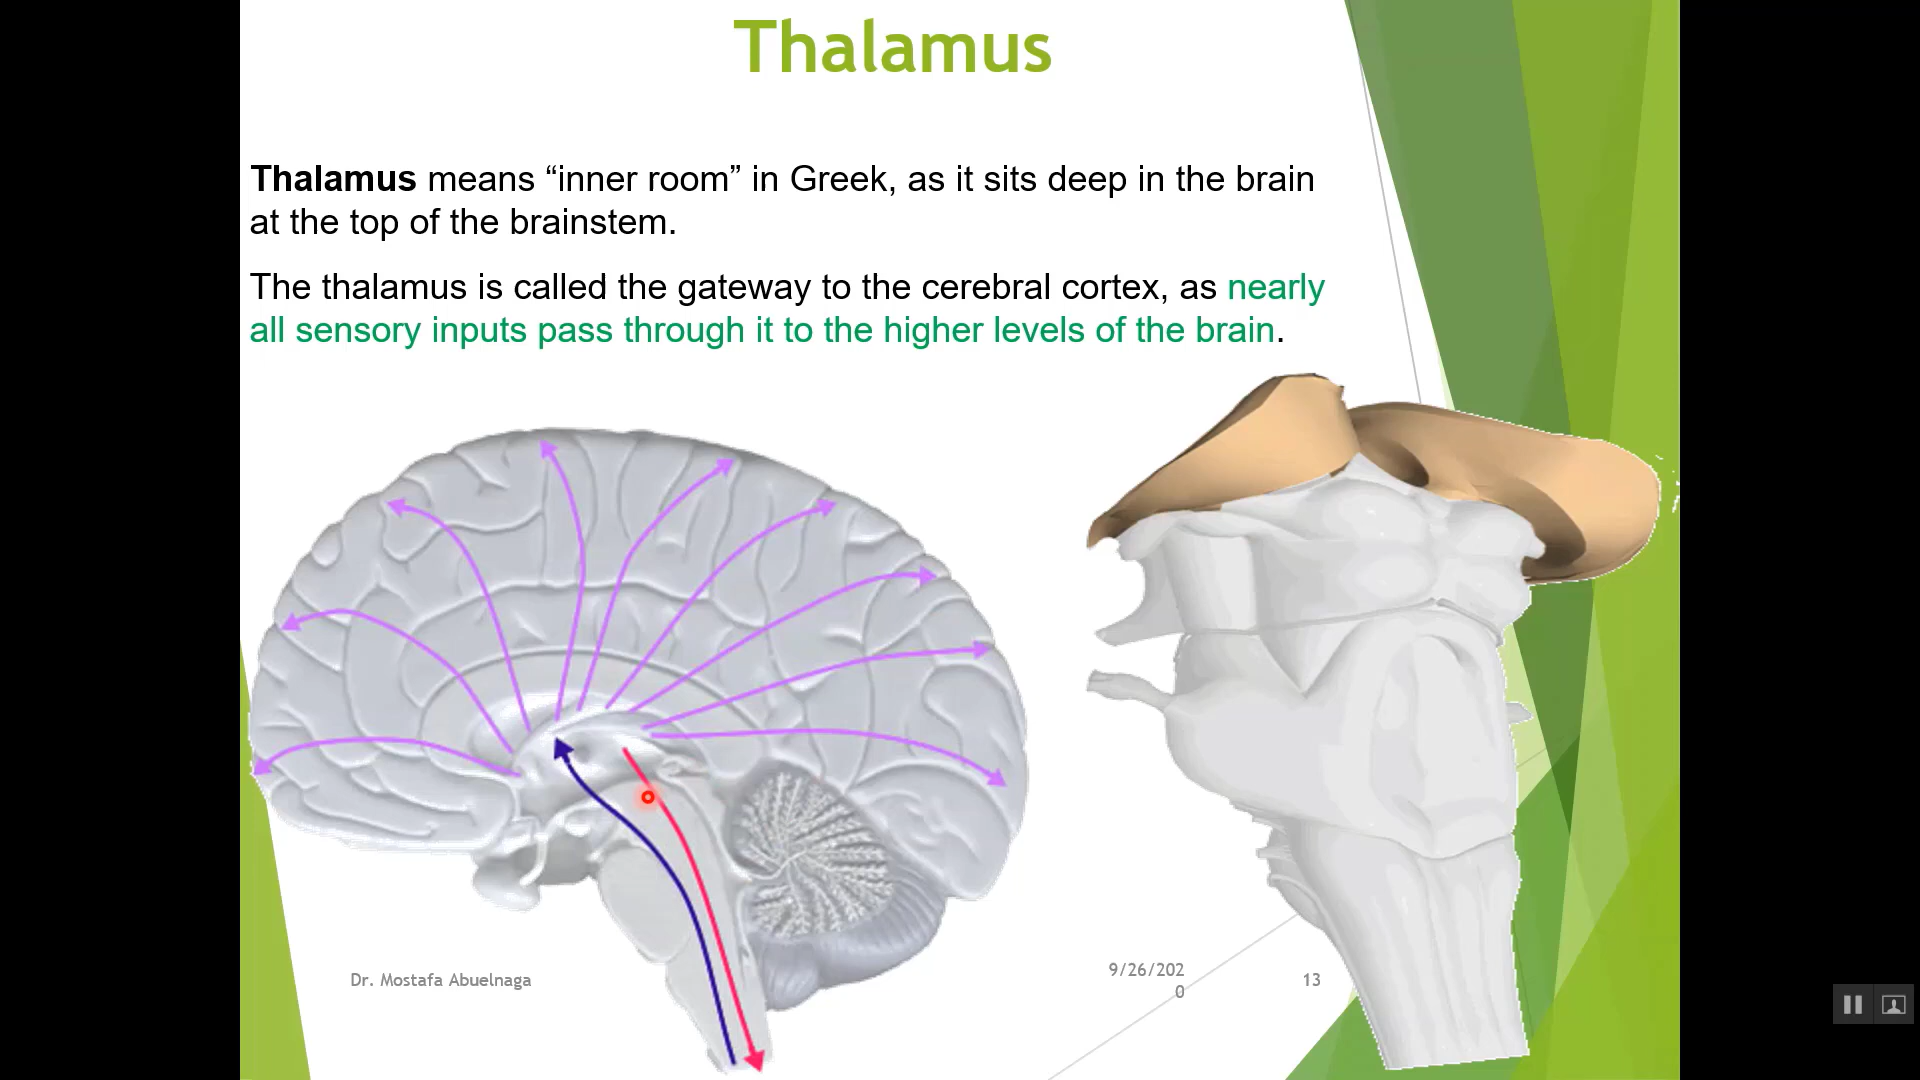 Thalamus
Thalamus means “inner room” in Greek, as it sits deep in the brain
at the top of the brainstem.
The thalamus is called the gateway to the cerebral cortex, as nearly
all sensory inputs pass through it to the higher levels of the brain.
Dr. Mostafa Abuelnaga
9/26/202
0
13